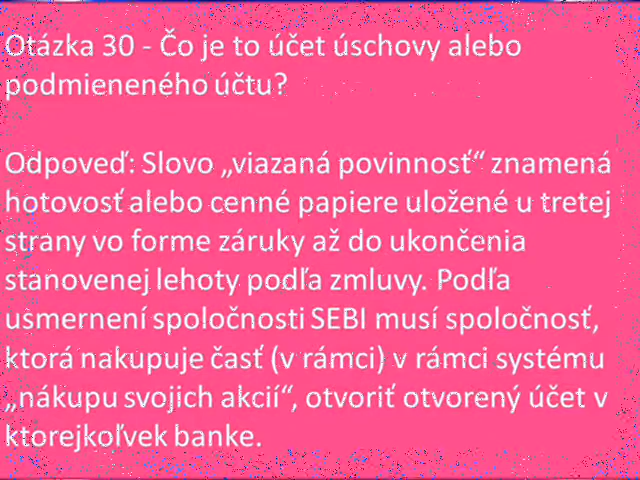 Otázka 30 - Čo je to účet úschovy alebo
podmieneného účtu?
Odpoveď: Slovo „viazaná povinnosť“ znamená
hotovosť alebo cenné papiere uložené u tretej
strany vo forme záruky až do ukončenia
stanovenej lehoty podľa zmluvy. Podľa
usmernení spoločnosti SEBI musí spoločnosť,
ktorá nakupuje časť (v rámci) v rámci systému
„nákupu svojich akcií“, otvoriť otvorený účet v
ktorejkoľvek banke.